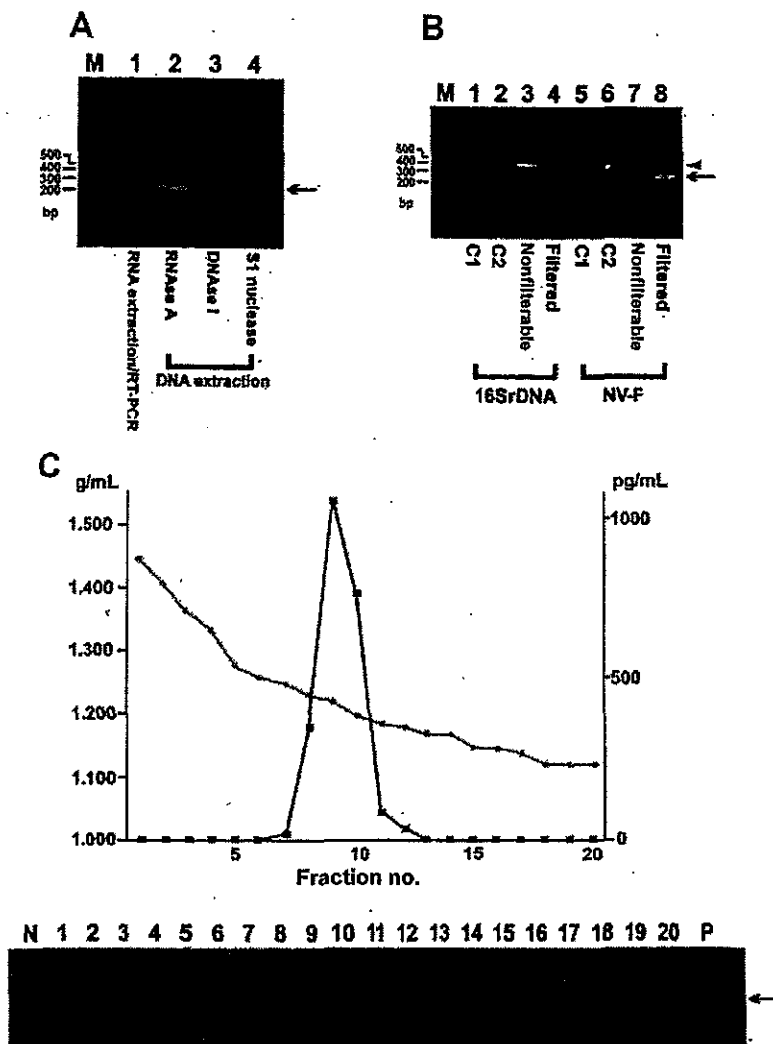 A
M 1 2 3 4
500
400
300
200
bp
RNA extraction/RT-PCR
RNAse A
DNAse I
S1 nuclease
DNA extraction
B
M 1 2 3 4 5 6 7 8
500
400
300
200
bp
C1
C2
Nonfilterable
Filtered
C1
C2
Nonfilterable
Filtered
16SrDNA
NV-F
C
g/mL
pg/mL
1.500
1.400
1.300
1.200
1.100
1.000
1000
500
0
5 10 15 20
Fraction no.
N 1 2 3 4 5 6 7 8 9 10 11 12 13 14 15 16 17 18 19 20 P